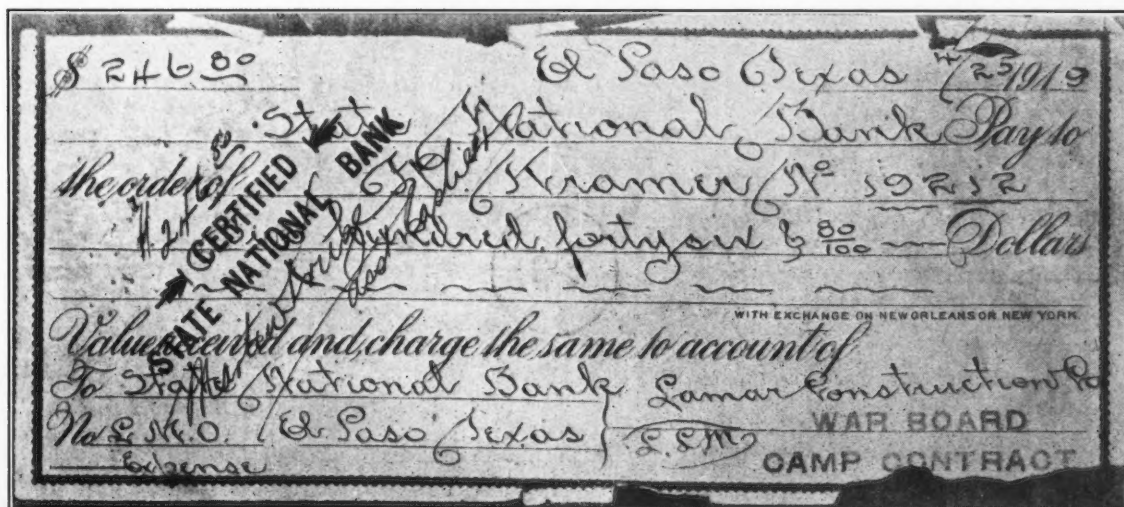 $ 246 80 El Paso Texas 4/25 1919
State National Bank Pay to
the order of Kramer No 19212
Hundred fortysix & 80/100 Dollars
CERTIFIED
STATE NATIONAL BANK
WITH EXCHANGE ON NEW ORLEANS OR NEW YORK.
Value received and charge the same to account of
To State National Bank Lamar Construction Co
No L.N.O. El Paso Texas L.L.M.
Expense
WAR BOARD
CAMP CONTRACT